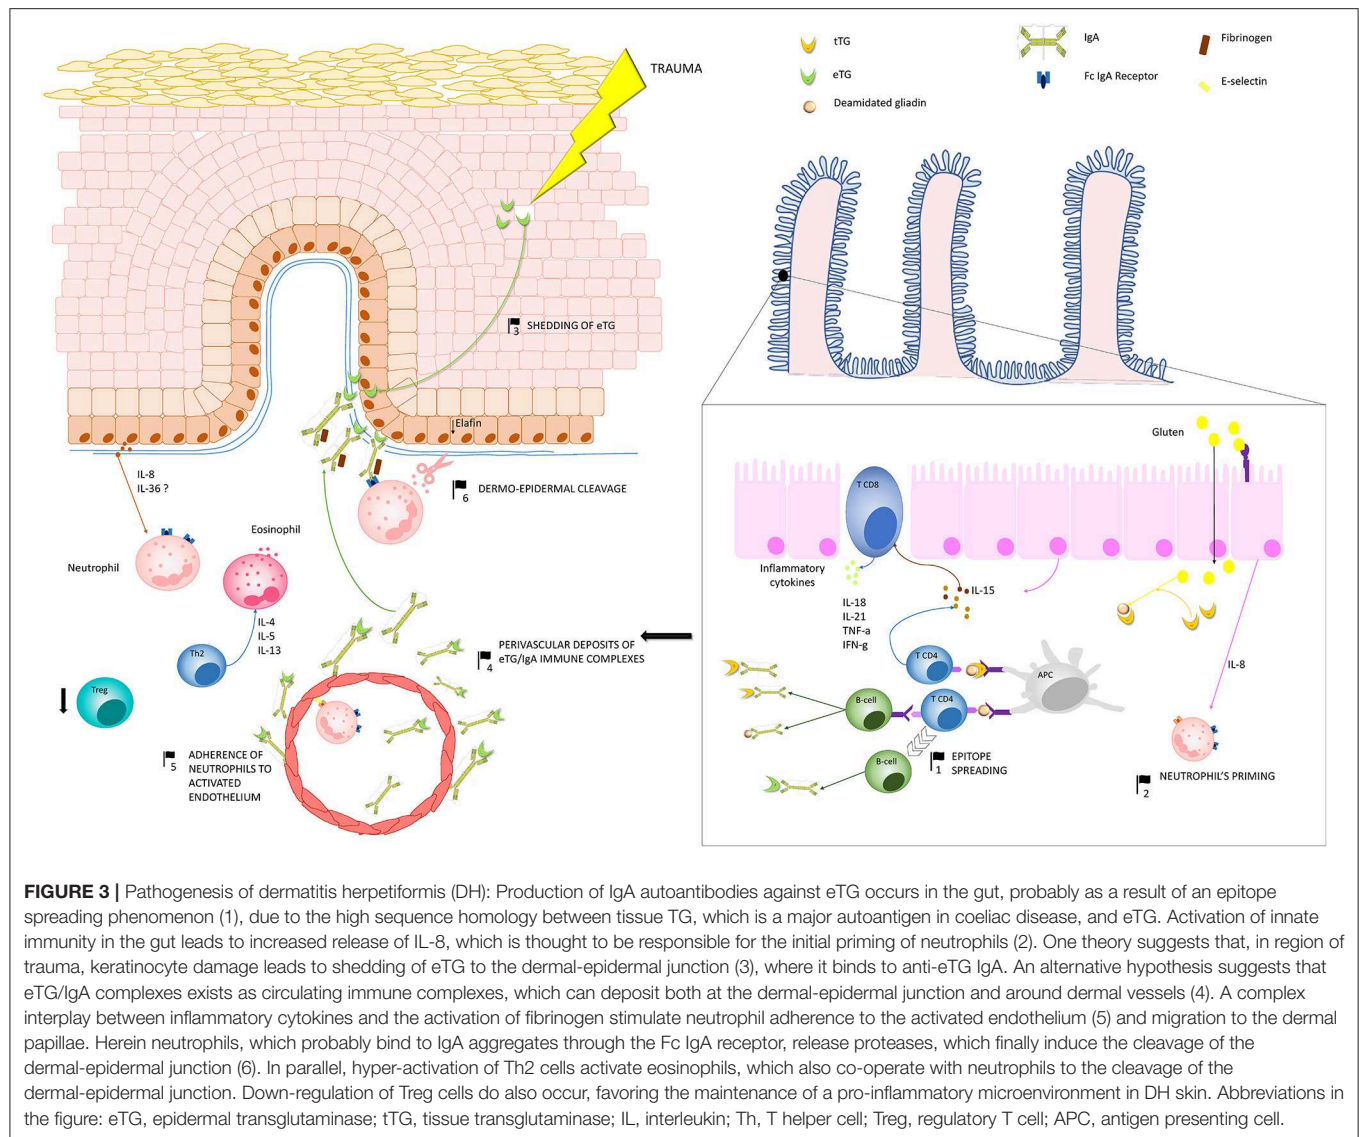 TRAUMA
tTG
eTG
Deamidated gliadin
IgA
Fc IgA Receptor
Fibrinogen
E-selectin
3
SHEDDING OF eTG
Elafin
6
DERMO-EPIDERMAL CLEAVAGE
IL-8
IL-36 ?
Neutrophil
Eosinophil
IL-4
IL-5
IL-13
Th2
Treg
4
PERIVASCULAR DEPOSITS OF
eTG/IgA IMMUNE COMPLEXES
5
ADHERENCE OF
NEUTROPHILS TO
ACTIVATED
ENDOTHELIUM
Gluten
T CD8
Inflammatory
cytokines
IL-15
IL-18
IL-21
TNF-a
IFN-g
T CD4
APC
IL-8
B-cell
T CD4
B-cell
1
EPITOPE
SPREADING
2
NEUTROPHIL'S PRIMING
FIGURE 3 | Pathogenesis of dermatitis herpetiformis (DH): Production of IgA autoantibodies against eTG occurs in the gut, probably as a result of an epitope
spreading phenomenon (1), due to the high sequence homology between tissue TG, which is a major autoantigen in coeliac disease, and eTG. Activation of innate
immunity in the gut leads to increased release of IL-8, which is thought to be responsible for the initial priming of neutrophils (2). One theory suggests that, in region of
trauma, keratinocyte damage leads to shedding of eTG to the dermal-epidermal junction (3), where it binds to anti-eTG IgA. An alternative hypothesis suggests that
eTG/IgA complexes exists as circulating immune complexes, which can deposit both at the dermal-epidermal junction and around dermal vessels (4). A complex
interplay between inflammatory cytokines and the activation of fibrinogen stimulate neutrophil adherence to the activated endothelium (5) and migration to the dermal
papillae. Herein neutrophils, which probably bind to IgA aggregates through the Fc IgA receptor, release proteases, which finally induce the cleavage of the
dermal-epidermal junction (6). In parallel, hyper-activation of Th2 cells activate eosinophils, which also co-operate with neutrophils to the cleavage of the
dermal-epidermal junction. Down-regulation of Treg cells do also occur, favoring the maintenance of a pro-inflammatory microenvironment in DH skin. Abbreviations in
the figure: eTG, epidermal transglutaminase; tTG, tissue transglutaminase; IL, interleukin; Th, T helper cell; Treg, regulatory T cell; APC, antigen presenting cell.